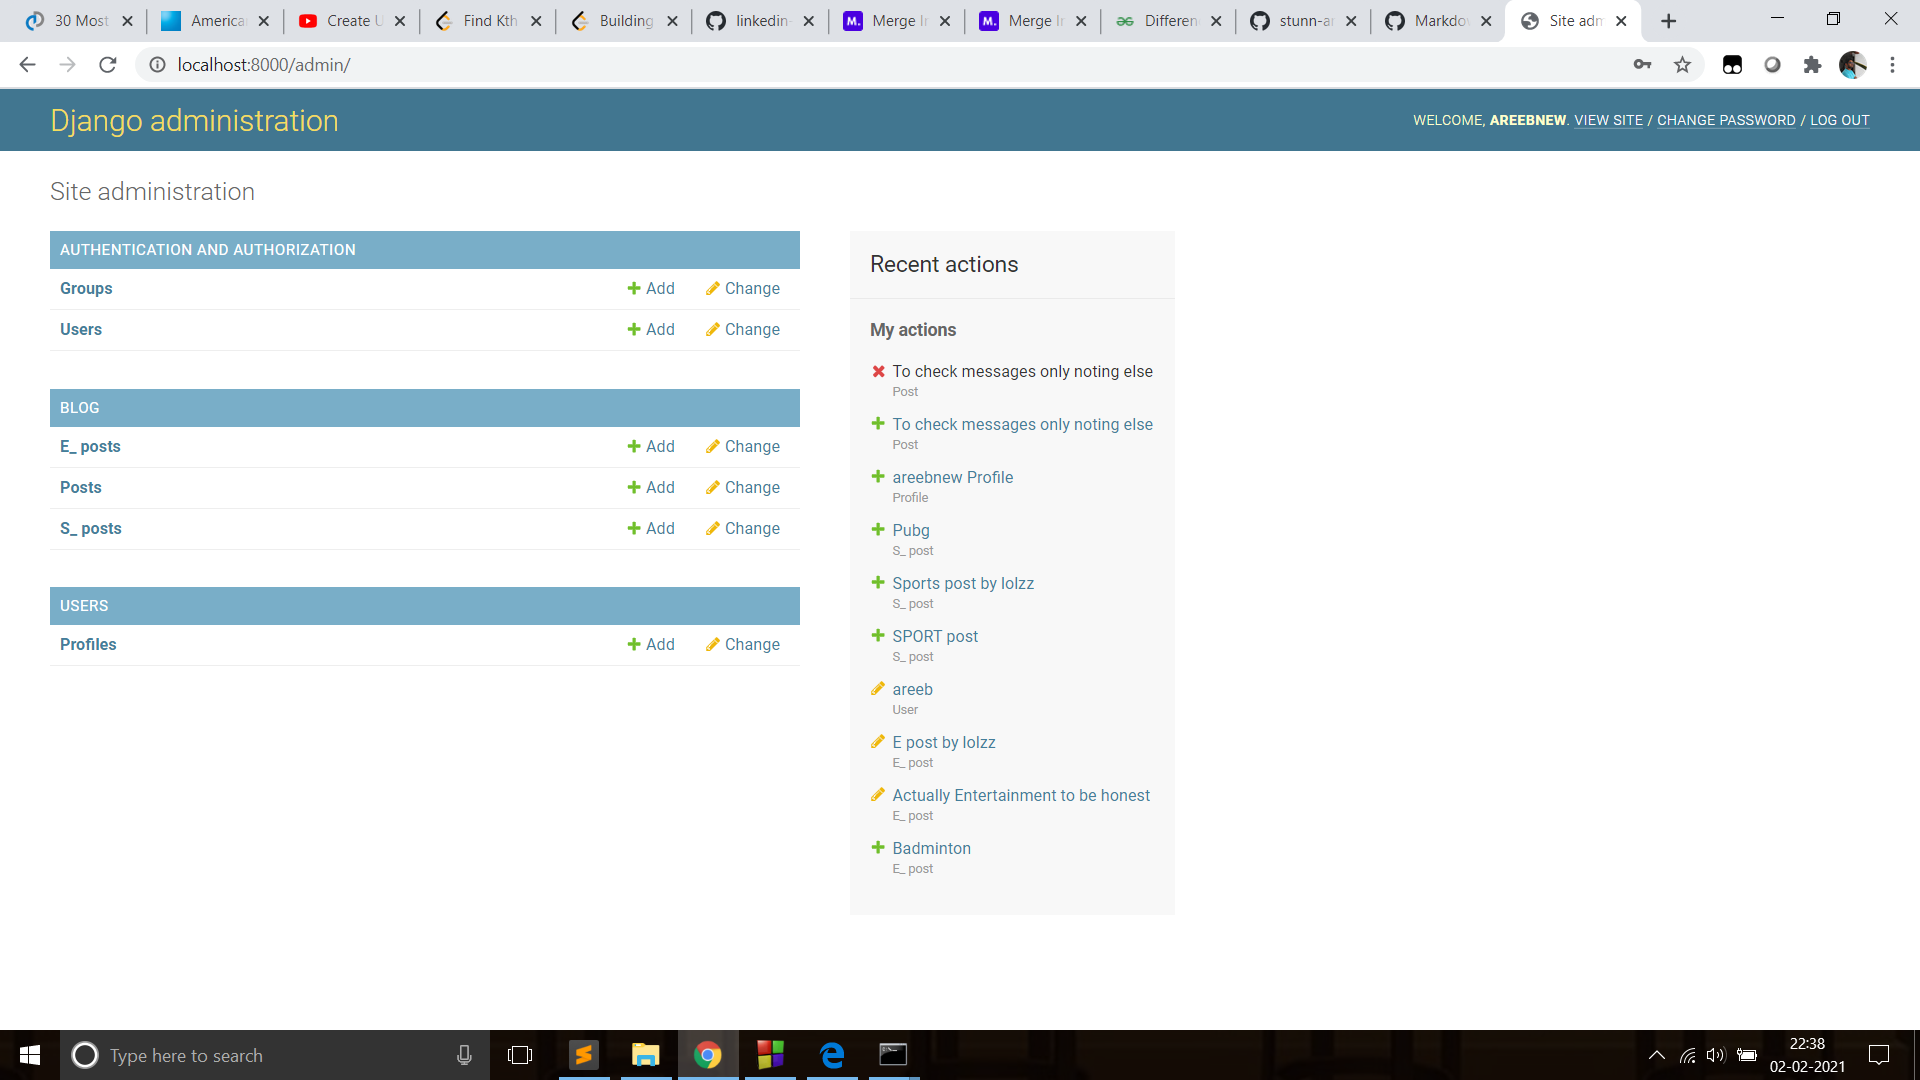 30 Most
America
Create U
Find Kth
Building
linkedin-
Merge In
Merge In
Differen
stunn-ar
Markdov
Site adm
localhost:8000/admin/
Django administration
WELCOME, AREEBNEW. VIEW SITE / CHANGE PASSWORD / LOG OUT
Site administration
AUTHENTICATION AND AUTHORIZATION
Groups Add Change
Users Add Change
BLOG
E_ posts Add Change
Posts Add Change
S_ posts Add Change
USERS
Profiles Add Change
Recent actions
My actions
To check messages only noting else
Post
To check messages only noting else
Post
areebnew Profile
Profile
Pubg
S_ post
Sports post by lolzz
S_ post
SPORT post
S_ post
areeb
User
E post by lolzz
E_ post
Actually Entertainment to be honest
E_ post
Badminton
E_ post
Type here to search
22:38
02-02-2021